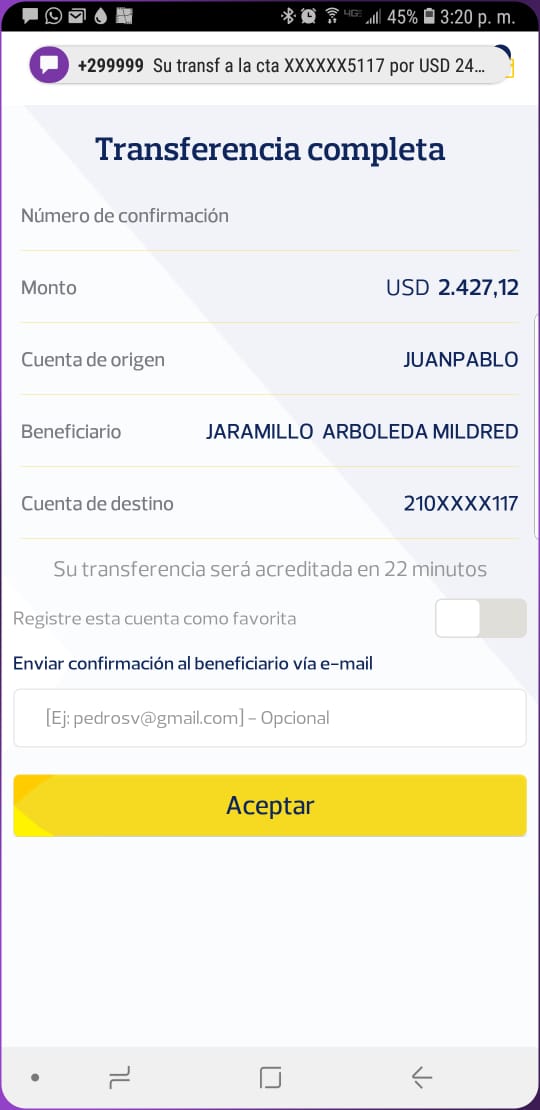 45% 3:20 p. m.
+299999 Su transf a la cta XXXXXX5117 por USD 24...
Transferencia completa
Número de confirmación
Monto USD 2.427,12
Cuenta de origen JUANPABLO
Beneficiario JARAMILLO ARBOLEDA MILDRED
Cuenta de destino 210XXXX117
Su transferencia será acreditada en 22 minutos
Registre esta cuenta como favorita
Enviar confirmación al beneficiario vía e-mail
[Ej: pedrosv@gmail.com] - Opcional
Aceptar